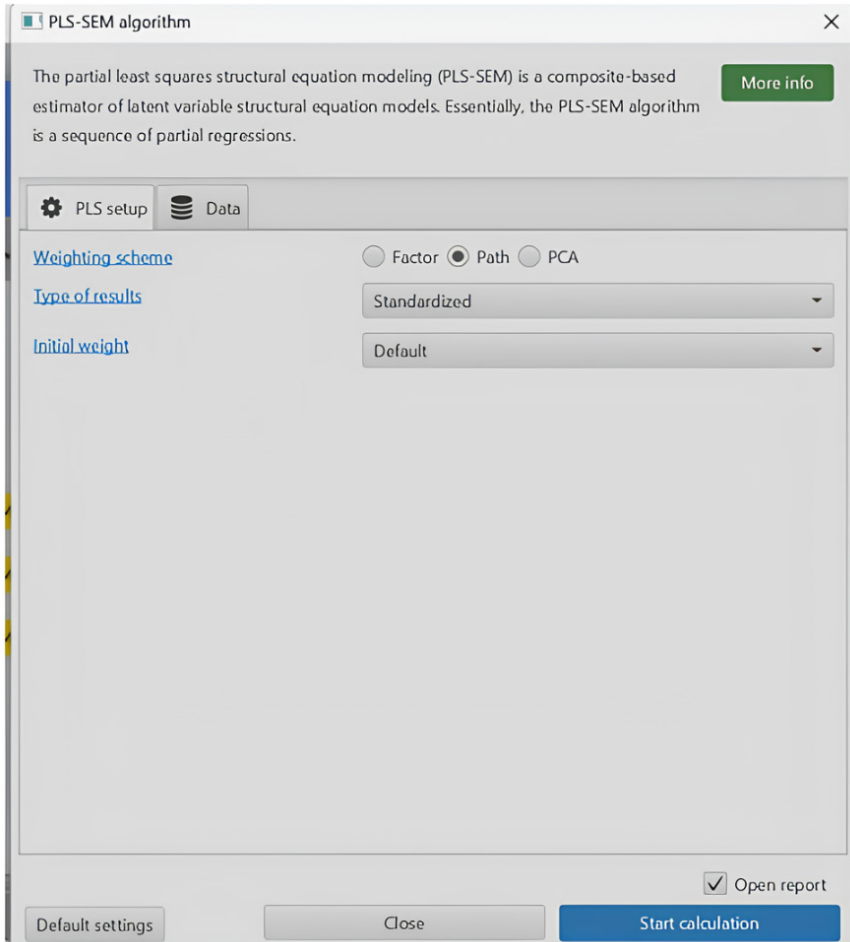 PLS-SEM algorithm
The partial least squares structural equation modeling (PLS-SEM) is a composite-based
estimator of latent variable structural equation models. Essentially, the PLS-SEM algorithm
is a sequence of partial regressions.
More info
PLS setup
Data
Weighting scheme
Factor
Path
PCA
Type of results
Standardized
Initial weight
Default
Open report
Default settings
Close
Start calculation